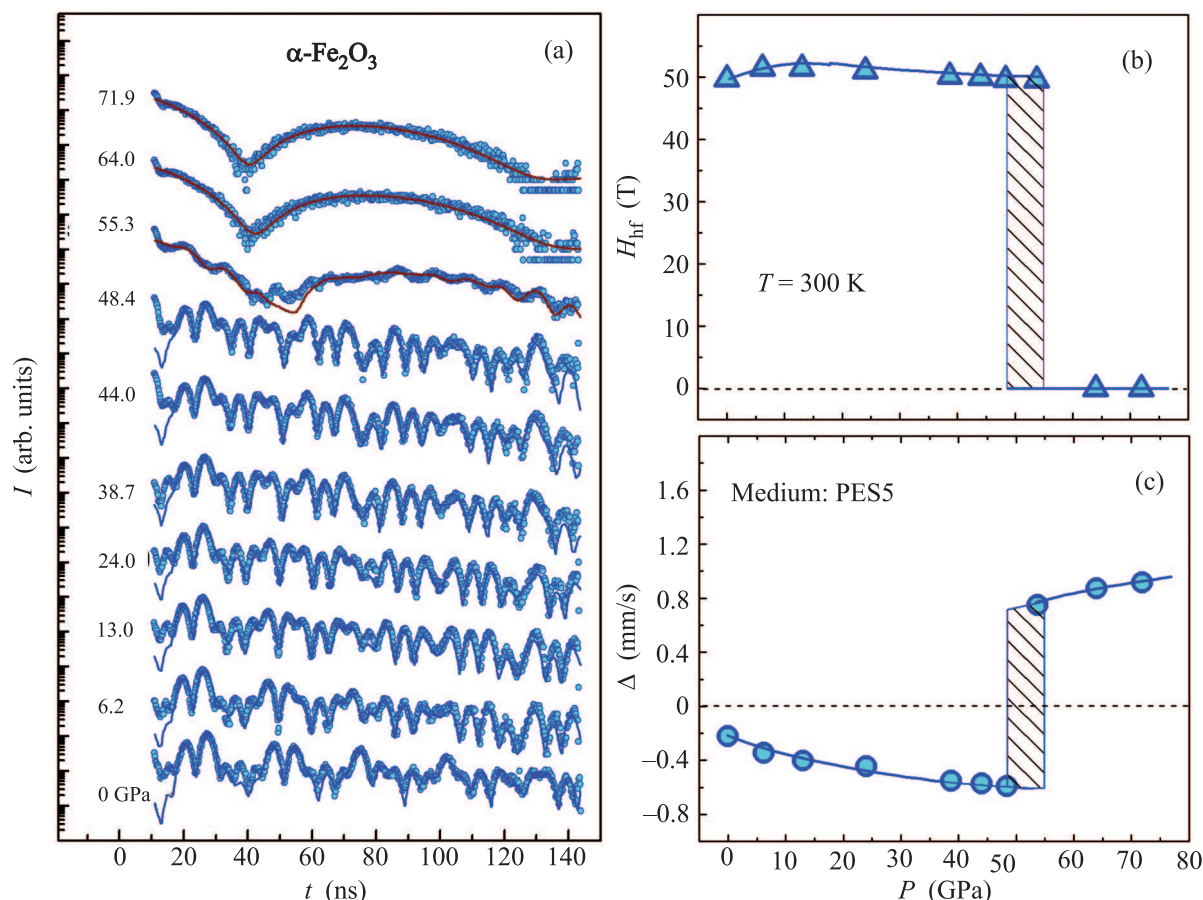 α-Fe2O3
(a)
71.9
64.0
55.3
48.4
44.0
38.7
24.0
13.0
6.2
0 GPa
I (arb. units)
0 20 40 60 80 100 120 140
t (ns)
(b)
50
40
30
20
50
10
0
Hhf (T)
T = 300 K
(c)
Medium: PES5
1.6
1.2
0.8
0.4
0
–0.4
–0.8
Δ (mm/s)
0 10 20 30 40 50 60 70 80
P (GPa)